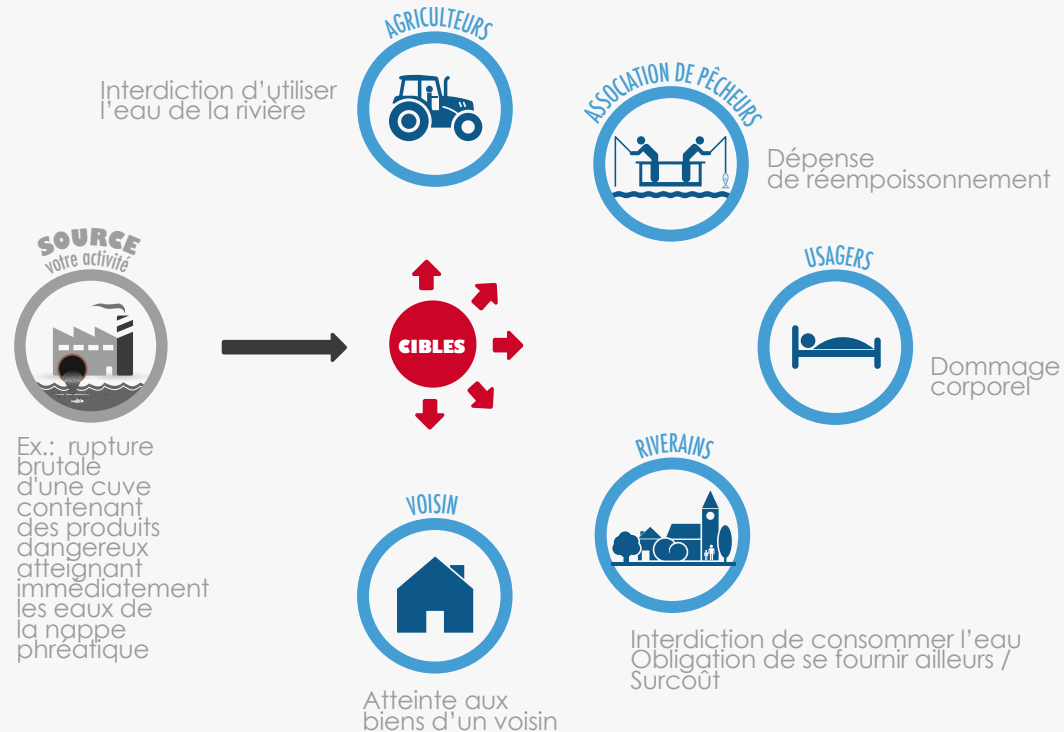 AGRICULTEURS
Interdiction d’utiliser
l’eau de la rivière
ASSOCIATION DE PÊCHEURS
Dépense
de réempoissonnement
SOURCE
votre activité
Ex.: rupture
brutale
d'une cuve
contenant
des produits
dangereux
atteignant
immédiatement
les eaux de
la nappe
phréatique
CIBLES
USAGERS
Dommage
corporel
RIVERAINS
Interdiction de consommer l’eau
Obligation de se fournir ailleurs /
Surcoût
VOISIN
Atteinte aux
biens d’un voisin